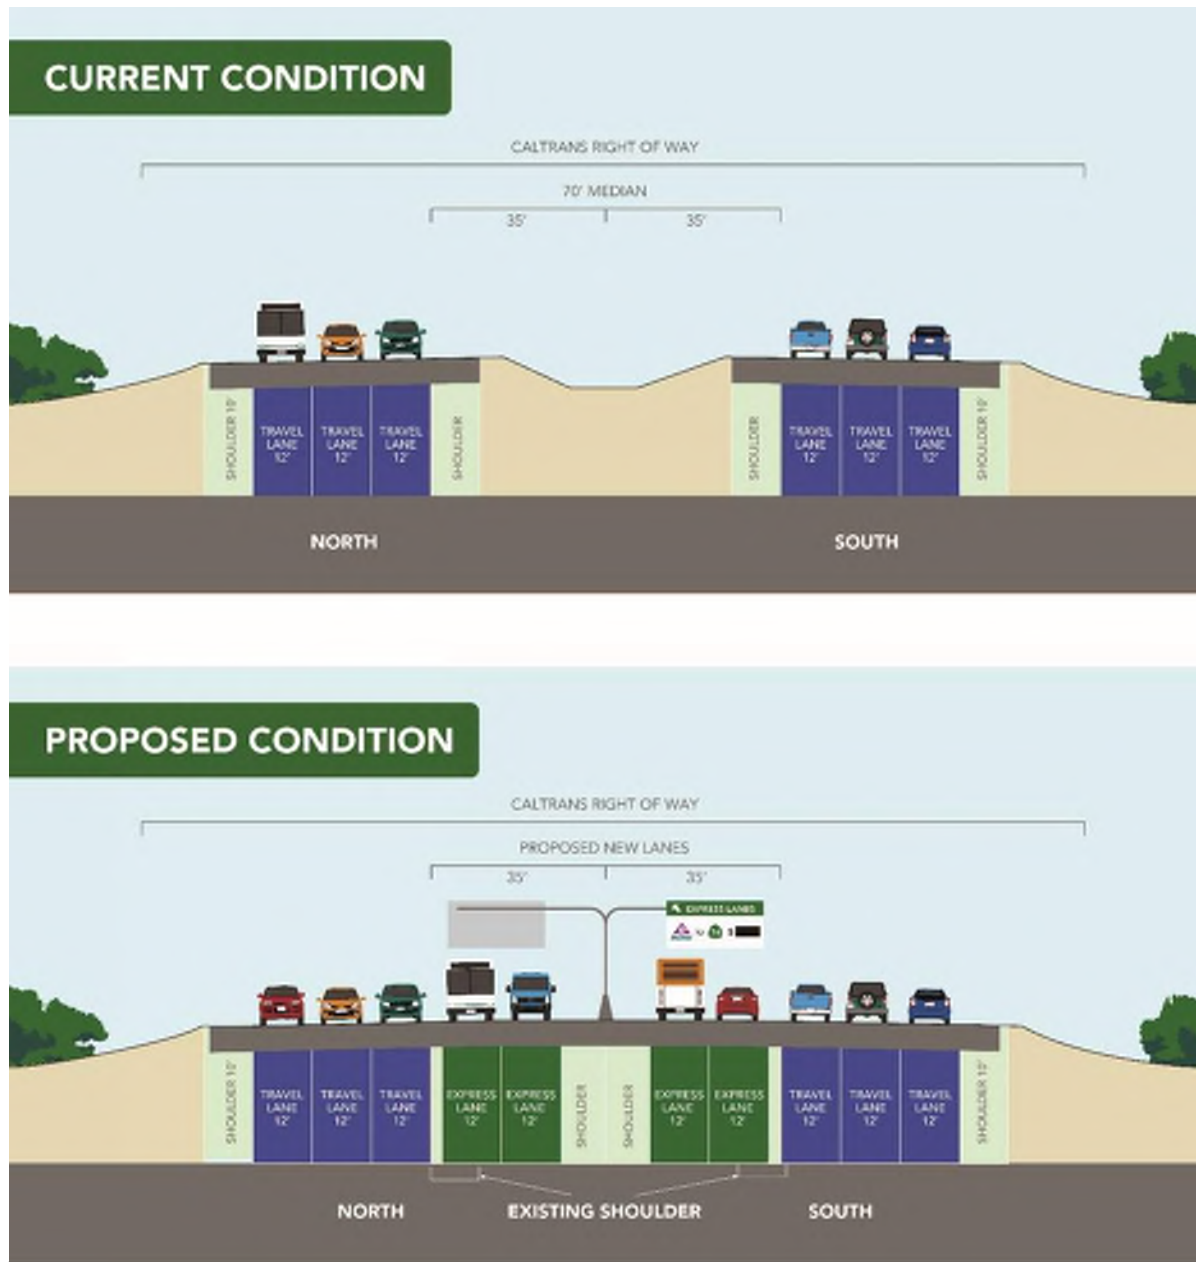 CURRENT CONDITION
CALTRANS RIGHT OF WAY
70' MEDIAN
35' 35'
SHOULDER 10'
TRAVEL LANE 12'
TRAVEL LANE 12'
TRAVEL LANE 12'
SHOULDER
SHOULDER
TRAVEL LANE 12'
TRAVEL LANE 12'
TRAVEL LANE 12'
SHOULDER 10'
NORTH
SOUTH
PROPOSED CONDITION
CALTRANS RIGHT OF WAY
PROPOSED NEW LANES
35' 35'
EXPRESS LANES
SHOULDER 10'
TRAVEL LANE 12'
TRAVEL LANE 12'
TRAVEL LANE 12'
EXPRESS LANE 12'
EXPRESS LANE 12'
SHOULDER
SHOULDER
EXPRESS LANE 12'
EXPRESS LANE 12'
TRAVEL LANE 12'
TRAVEL LANE 12'
TRAVEL LANE 12'
SHOULDER 10'
NORTH
EXISTING SHOULDER
SOUTH